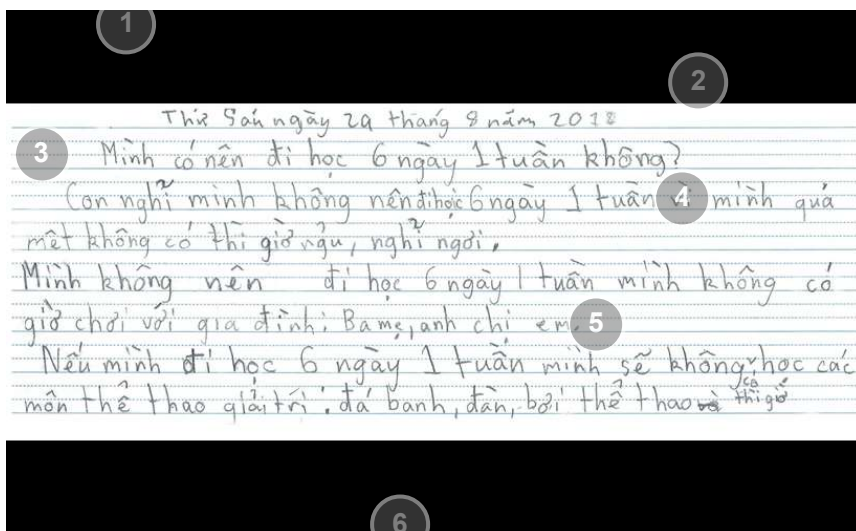 Thứ Sáu ngày 29 tháng 8 năm 2018
Mình có nên đi học 6 ngày 1 tuần không?
Con nghĩ mình không nên đi học 6 ngày 1 tuần vì mình quá
mêt không có thì giờ ngủ, nghỉ ngơi.
Mình không nên đi học 6 ngày 1 tuần mình không có
giờ chơi với gia đình: Ba mẹ, anh chị em.
Nếu mình đi học 6 ngày 1 tuần mình sẽ không có thì giờ học các
môn thể thao giải trí: đá banh, đàn, bơi thể thao